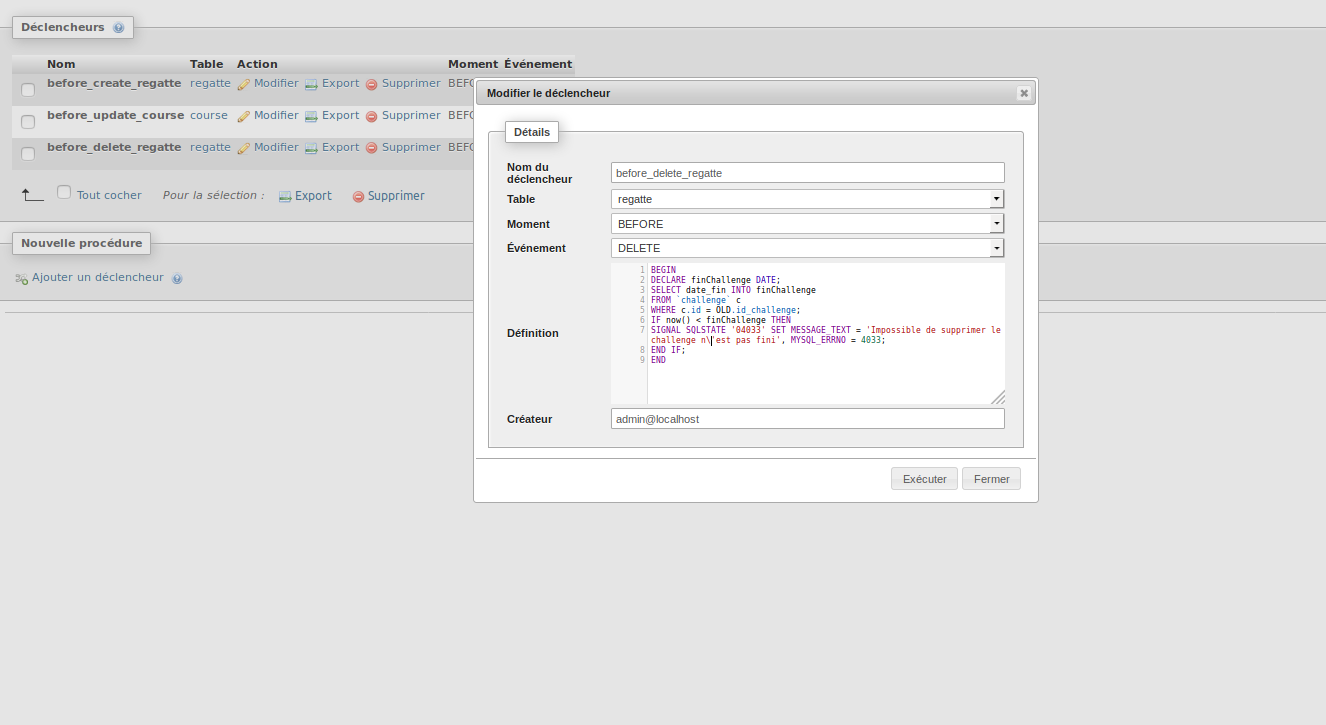 Déclencheurs
Nom Table Action Moment Événement
before_create_regatte regatte Modifier Export Supprimer BEFO
before_update_course course Modifier Export Supprimer BEFO
before_delete_regatte regatte Modifier Export Supprimer BEFO
Tout cocher Pour la sélection : Export Supprimer
Nouvelle procédure
Ajouter un déclencheur
Modifier le déclencheur
Détails
Nom du
déclencheur
before_delete_regatte
Table regatte
Moment BEFORE
Événement DELETE
Définition
1 BEGIN
2 DECLARE finChallenge DATE;
3 SELECT date_fin INTO finChallenge
4 FROM `challenge` c
5 WHERE c.id = OLD.id_challenge;
6 IF now() < finChallenge THEN
7 SIGNAL SQLSTATE '04033' SET MESSAGE_TEXT = 'Impossible de supprimer le
challenge n\'est pas fini', MYSQL_ERRNO = 4033;
8 END IF;
9 END
Créateur admin@localhost
Exécuter Fermer